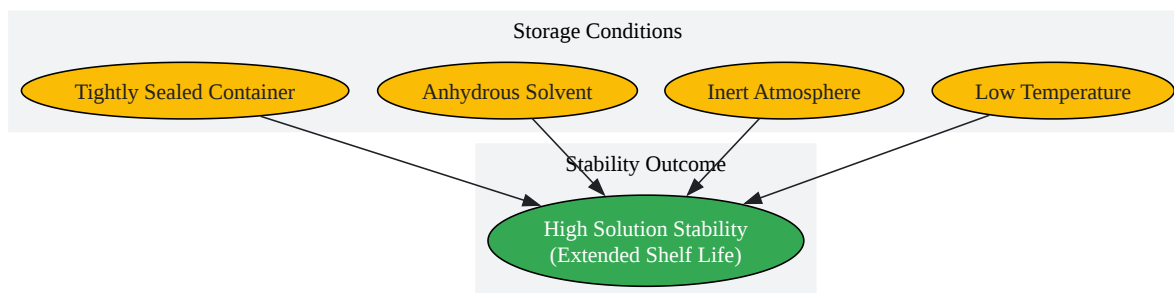 Storage Conditions
Tightly Sealed Container
Anhydrous Solvent
Inert Atmosphere
Low Temperature
Stability Outcome
High Solution Stability
(Extended Shelf Life)